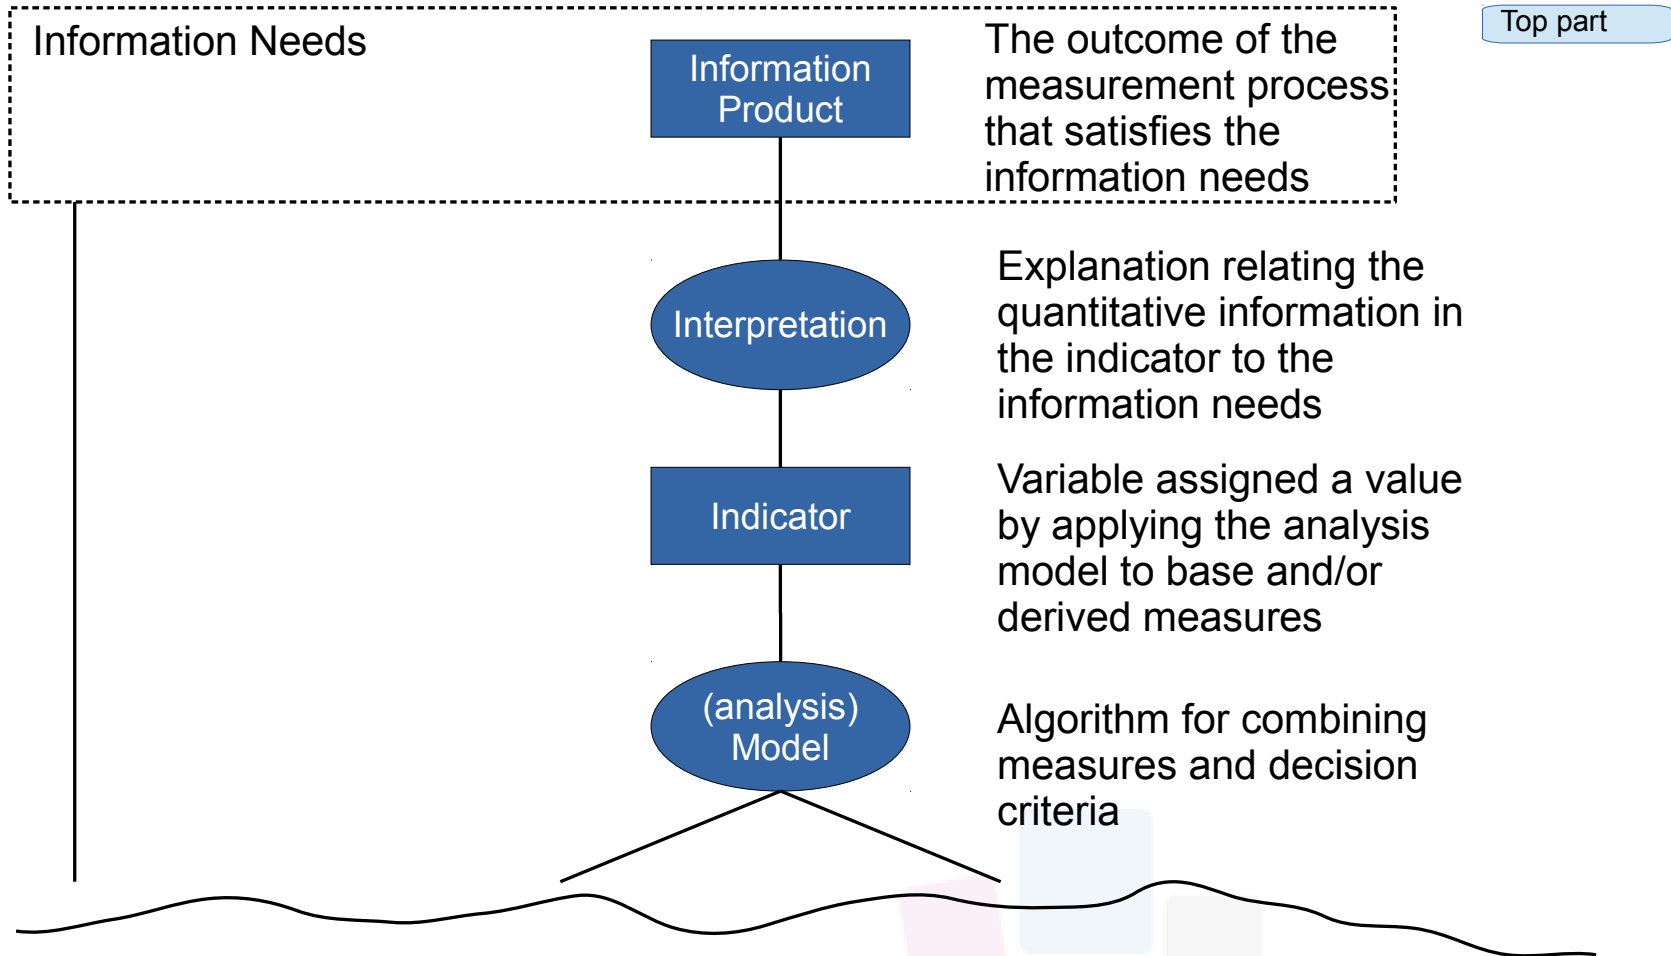 Information Needs
Information
Product
The outcome of the
measurement process
that satisfies the
information needs
Top part
Interpretation
Explanation relating the
quantitative information in
the indicator to the
information needs
Indicator
Variable assigned a value
by applying the analysis
model to base and/or
derived measures
(analysis)
Model
Algorithm for combining
measures and decision
criteria